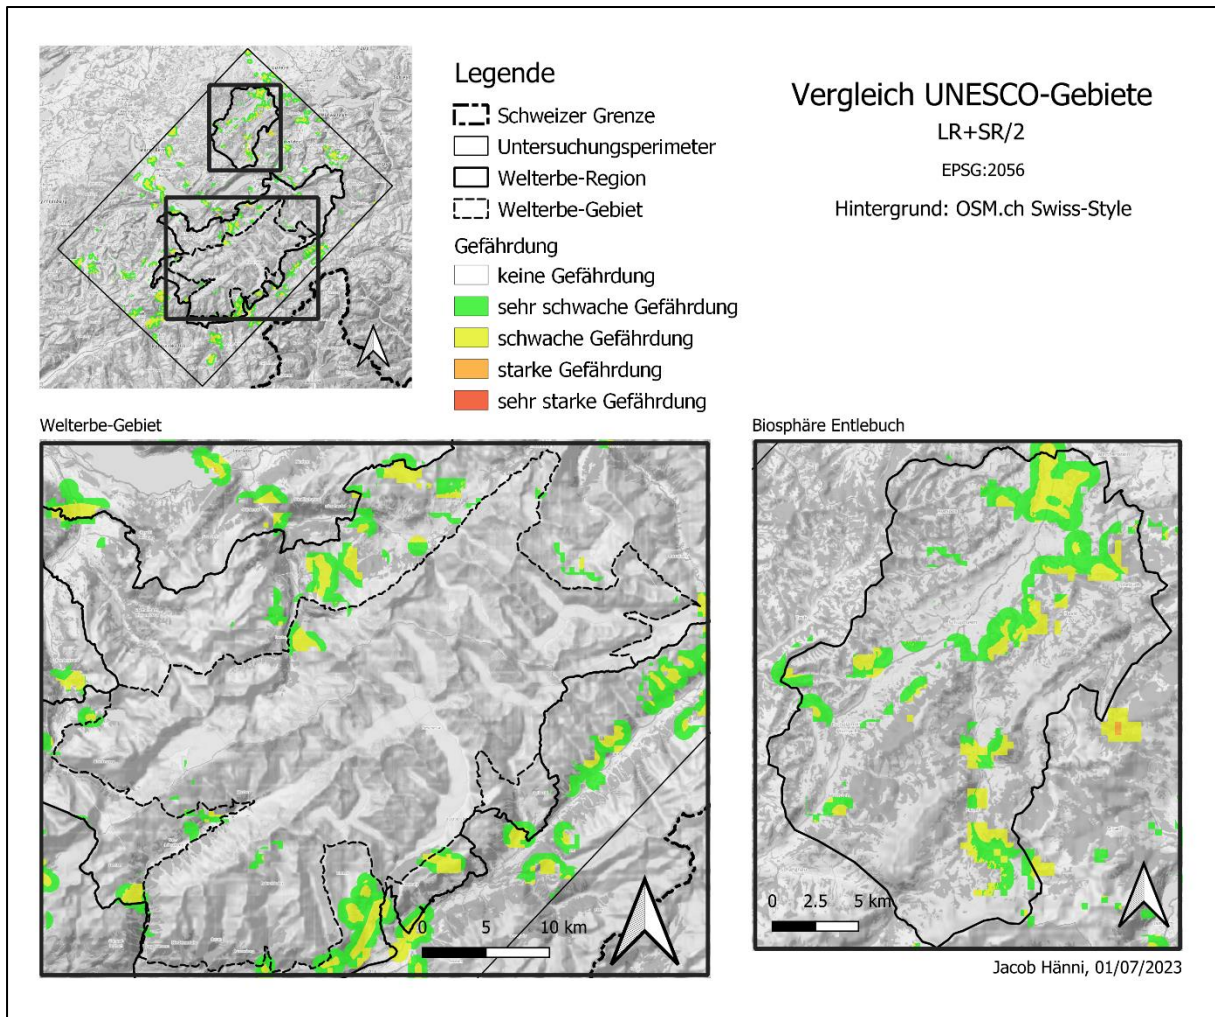 Legende
Schweizer Grenze
Untersuchungsperimeter
Welterbe-Region
Welterbe-Gebiet
Gefährdung
keine Gefährdung
sehr schwache Gefährdung
schwache Gefährdung
starke Gefährdung
sehr starke Gefährdung
Vergleich UNESCO-Gebiete
LR+SR/2
EPSG:2056
Hintergrund: OSM.ch Swiss-Style
Welterbe-Gebiet
0 5 10 km
Biosphäre Entlebuch
0 2.5 5 km
Jacob Hänni, 01/07/2023